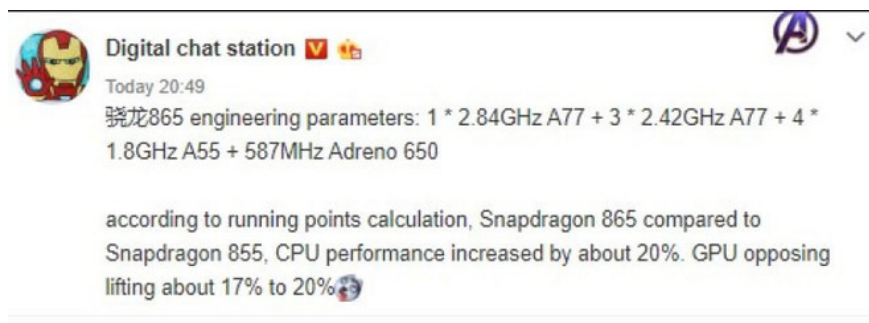 Digital chat station
Today 20:49
骁龙865 engineering parameters: 1 * 2.84GHz A77 + 3 * 2.42GHz A77 + 4 *
1.8GHz A55 + 587MHz Adreno 650
according to running points calculation, Snapdragon 865 compared to
Snapdragon 855, CPU performance increased by about 20%. GPU opposing
lifting about 17% to 20%